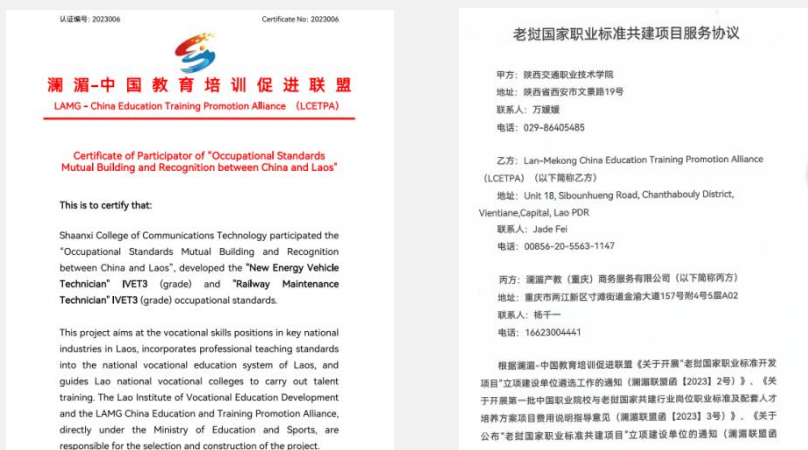 认证编号: 2023006
Certificate No: 2023006
澜湄-中国教育培训促进联盟
LAMG - China Education Training Promotion Alliance （LCETPA）
Certificate of Participator of "Occupational Standards
Mutual Building and Recognition between China and Laos"
This is to certify that:
Shaanxi College of Communications Technology participated the
"Occupational Standards Mutual Building and Recognition
between China and Laos", developed the "New Energy Vehicle
Technician" IVET3 (grade) and "Railway Maintenance
Technician" IVET3 (grade) occupational standards.
This project aims at the vocational skills positions in key national
industries in Laos, incorporates professional teaching standards
into the national vocational education system of Laos, and
guides Lao national vocational colleges to carry out talent
training. The Lao Institute of Vocational Education Development
and the LAMG China Education and Training Promotion Alliance,
directly under the Ministry of Education and Sports, are
responsible for the selection and construction of the project.
老挝国家职业标准共建项目服务协议
甲方：陕西交通职业技术学院
地址：陕西省西安市文景路19号
联系人：万媛媛
电话：029-86405485
乙方：Lan-Mekong China Education Training Promotion Alliance
（LCETPA）（以下简称乙方）
地址：Unit 18, Sibounhueng Road, Chanthabouly District,
Vientiane,Capital, Lao PDR
联系人：Jade Fei
电话：00856-20-5563-1147
丙方：澜湄产教（重庆）商务服务有限公司（以下简称丙方）
地址：重庆市两江新区寸滩街道金渝大道157号附4号5层A02
联系人：杨千一
电话：16623004441
根据澜湄-中国教育培训促进联盟《关于开展“老挝国家职业标准开发
项目”立项建设单位遴选工作的通知（澜湄联盟函【2023】2号）》、《关
于开展第一批中国职业院校与老挝国家共建行业岗位职业标准及配套人才
培养方案项目费用说明指导意见（澜湄联盟函【2023】3号）》、《关于
公布“老挝国家职业标准共建项目”立项建设单位的通知（澜湄联盟函